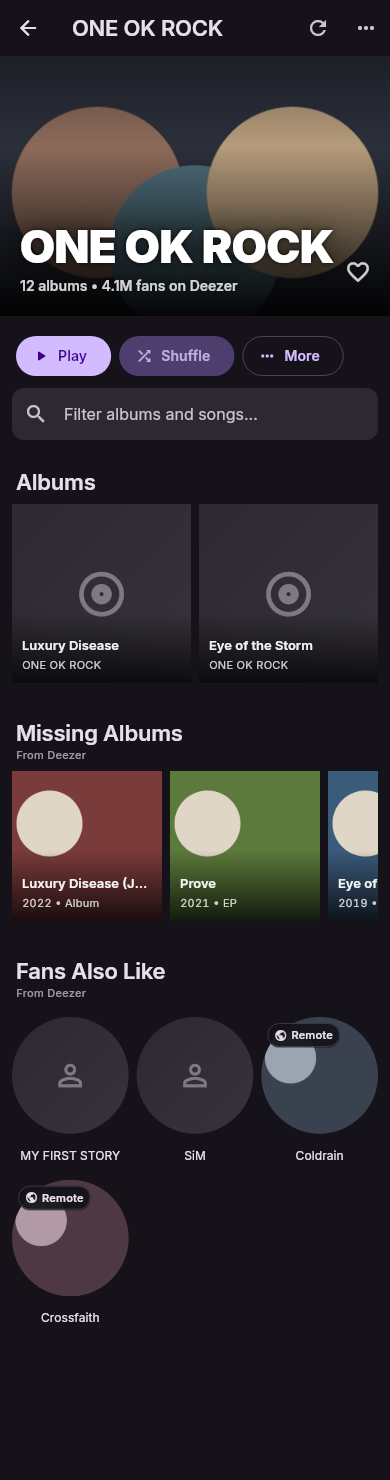 ONE OK ROCK
ONE OK ROCK
12 albums • 4.1M fans on Deezer
Play
Shuffle
More
Filter albums and songs...
Albums
Luxury Disease
ONE OK ROCK
Eye of the Storm
ONE OK ROCK
Missing Albums
From Deezer
Luxury Disease (J...
2022 • Album
Prove
2021 • EP
Eye of
2019 •
Fans Also Like
From Deezer
MY FIRST STORY
SiM
Remote
Coldrain
Remote
Crossfaith